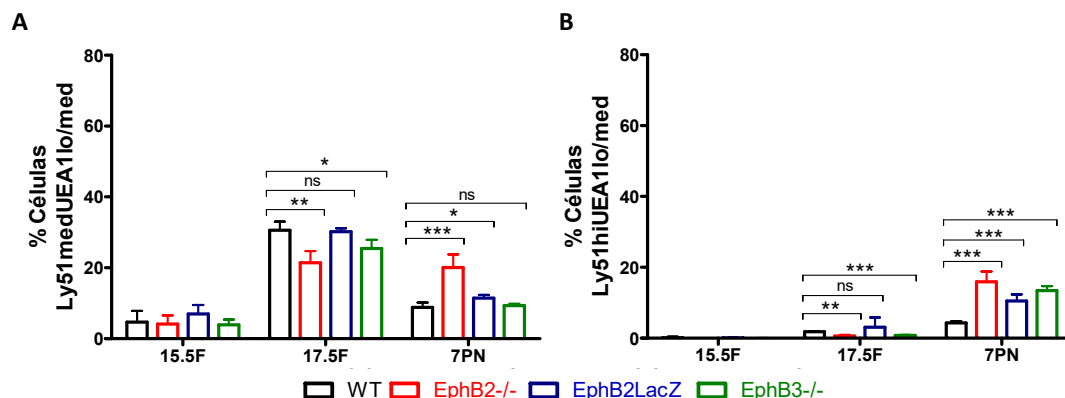 A
% Células
Ly51medUEA1lo/med
80
60
40
20
0
*
ns
**
ns
*
***
15.5F
17.5F
7PN
B
% Células
Ly51hiUEA1lo/med
80
60
40
20
0
***
ns
**
***
***
***
15.5F
17.5F
7PN
WT EphB2-/- EphB2LacZ EphB3-/-